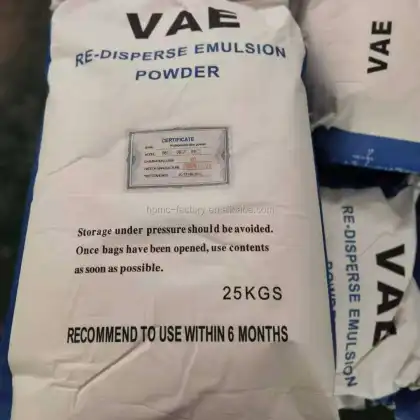 VAE
RE-DISPERSE EMULSION
POWDER
CERTIFICATE
Storage under pressure should be avoided.
Once bags have been opened, use contents
as soon as possible.
25KGS
RECOMMEND TO USE WITHIN 6 MONTHS
VAE
VAE
RE-DISPERSE EMULSION